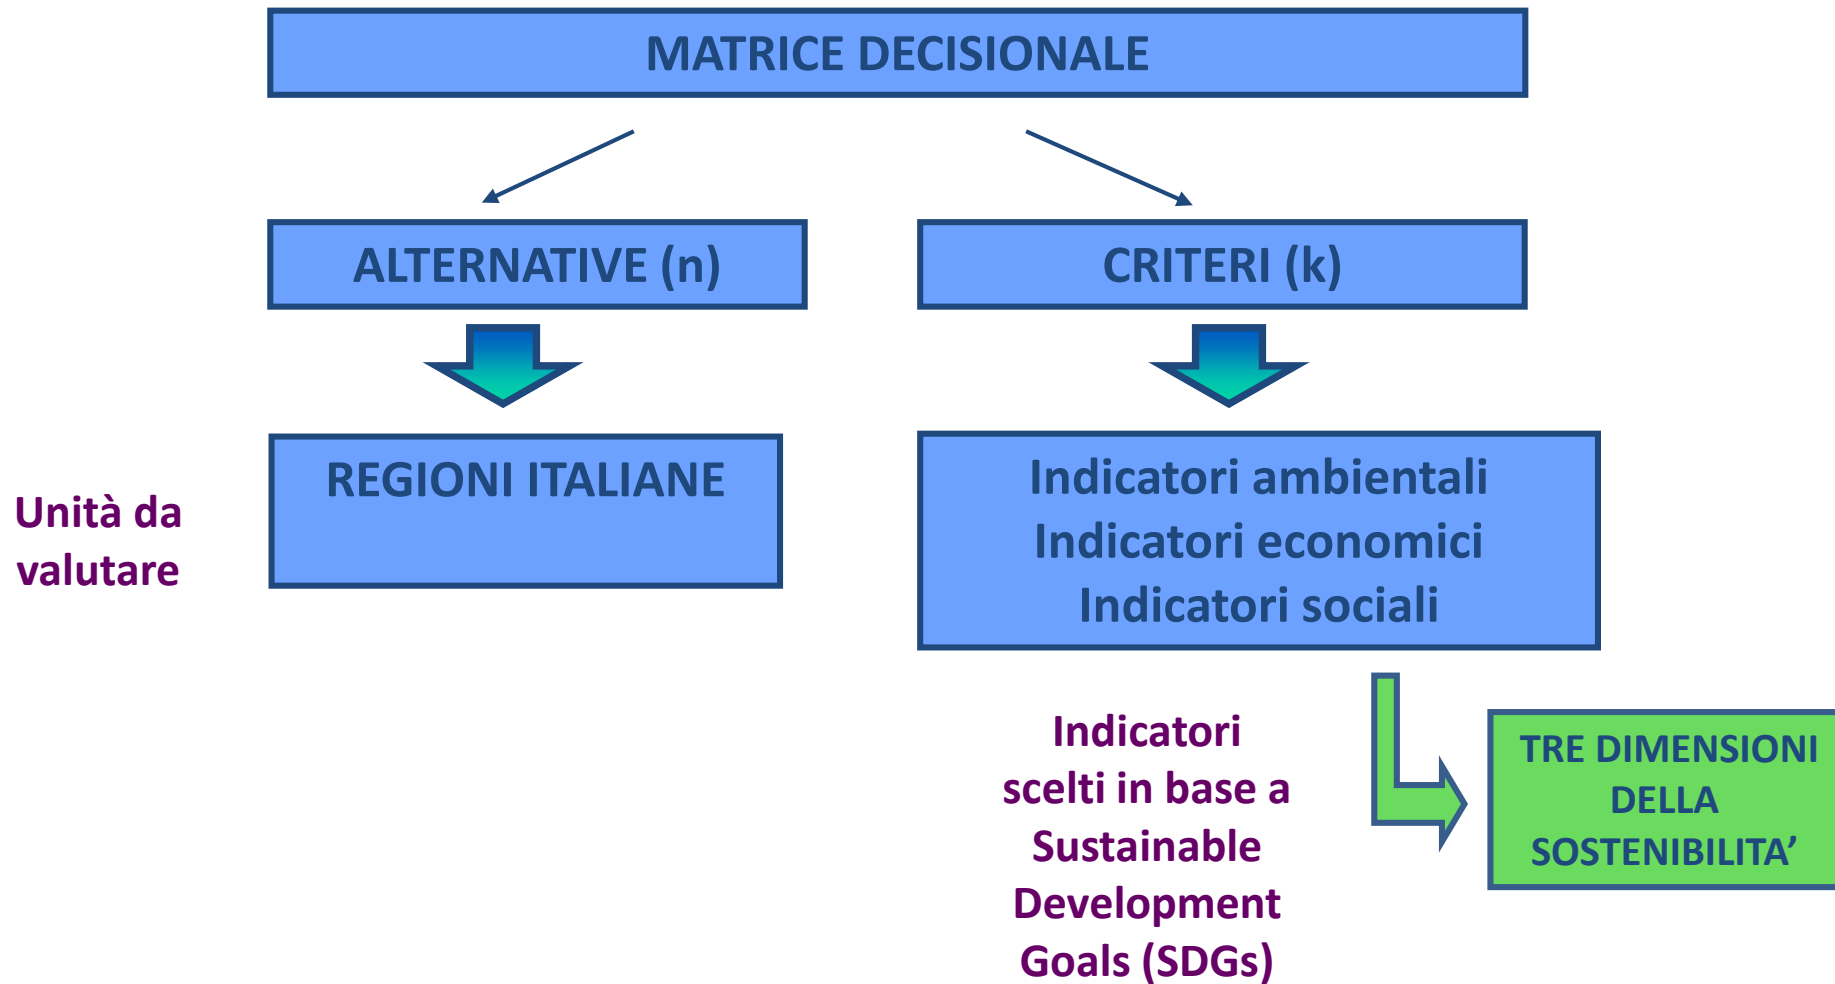 MATRICE DECISIONALE
ALTERNATIVE (n)
CRITERI (k)
Unità da
valutare
REGIONI ITALIANE
Indicatori ambientali
Indicatori economici
Indicatori sociali
Indicatori
scelti in base a
Sustainable
Development
Goals (SDGs)
TRE DIMENSIONI
DELLA
SOSTENIBILITA’